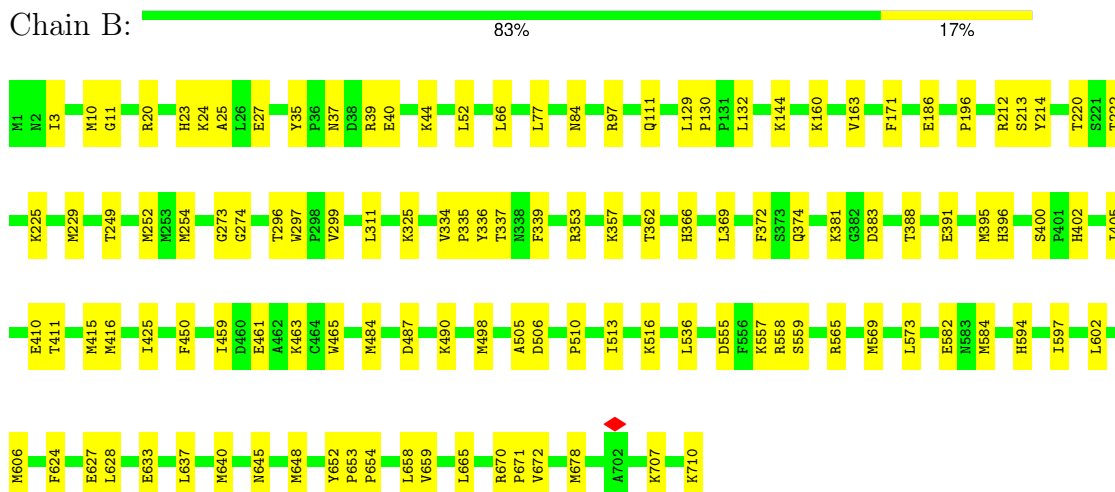 Chain B:
83% 17%
M1 N2 I3 M10 G11 R20 H23 K24 A25 L26 E27 Y35 P36 N37 D38 R39 E40 K44 L52 L66 L77 N84 R97 Q111 L129 P130 P131 L132 K144 K160 V163 F171 E186 P196 R212 S213 Y214 T220 S221
K225 M229 T249 M252 M253 M254 G273 G274 T296 W297 P298 V299 L311 K325 V334 P335 Y336 T337 N338 F339 R353 K357 T362 H366 L369 F372 S373 Q374 K381 G382 D383 T388 E391 M395 H396 S400 P401 H402
E410 T411 M415 M416 I425 F450 I459 D460 E461 A462 K463 C464 W465 M484 D487 K490 M498 A505 D506 P510 I513 K516 L536 D555 F556 K557 R558 S559 R565 M569 L573 E582 N583 M584 H594 I597 L602
M606 F624 E627 L628 E633 L637 M640 N645 M648 Y652 P653 P654 L658 V659 L665 R670 P671 V672 M678 A702 K707 K710